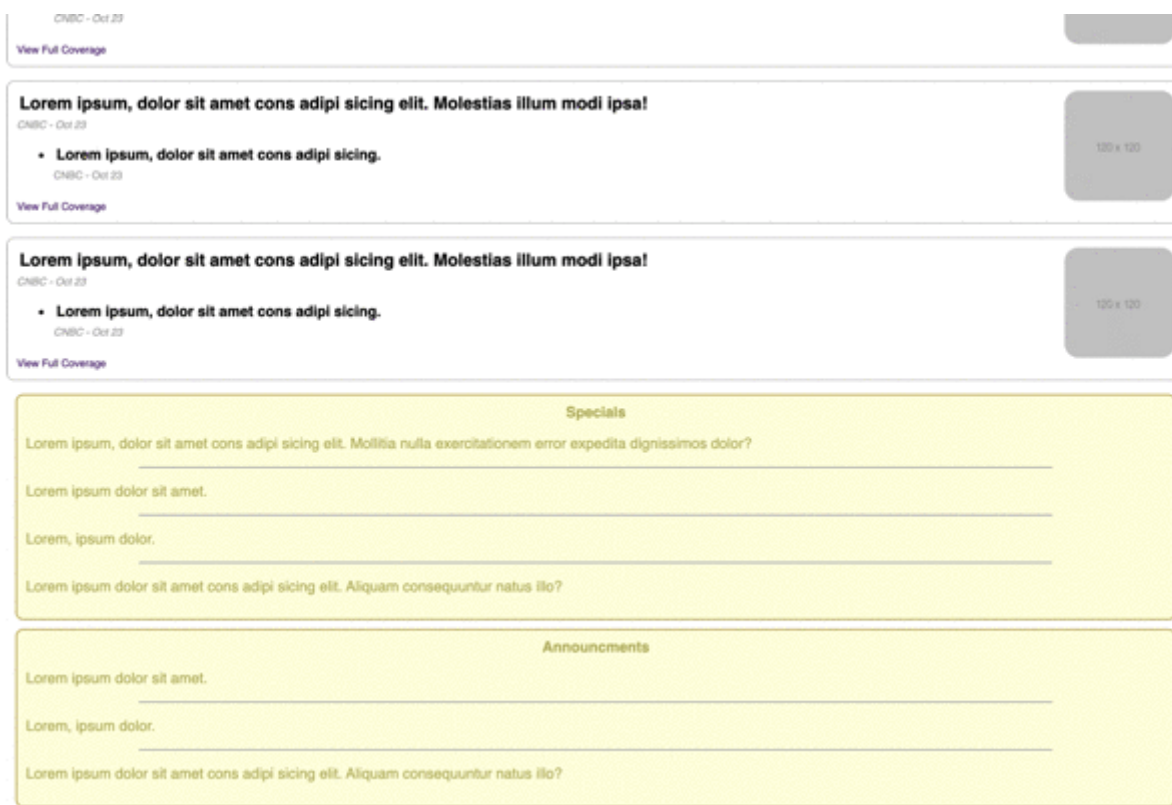 CNBC - Oct 23
View Full Coverage
Lorem ipsum, dolor sit amet cons adipi sicing elit. Molestias illum modi ipsa!
CNBC - Oct 23
• Lorem ipsum, dolor sit amet cons adipi sicing.
CNBC - Oct 23
120 x 120
View Full Coverage
Lorem ipsum, dolor sit amet cons adipi sicing elit. Molestias illum modi ipsa!
CNBC - Oct 23
• Lorem ipsum, dolor sit amet cons adipi sicing.
CNBC - Oct 23
120 x 120
View Full Coverage
Specials
Lorem ipsum, dolor sit amet cons adipi sicing elit. Mollitia nulla exercitationem error expedita dignissimos dolor?
Lorem ipsum dolor sit amet.
Lorem, ipsum dolor.
Lorem ipsum dolor sit amet cons adipi sicing elit. Aliquam consequuntur natus illo?
Announcments
Lorem ipsum dolor sit amet.
Lorem, ipsum dolor.
Lorem ipsum dolor sit amet cons adipi sicing elit. Aliquam consequuntur natus illo?